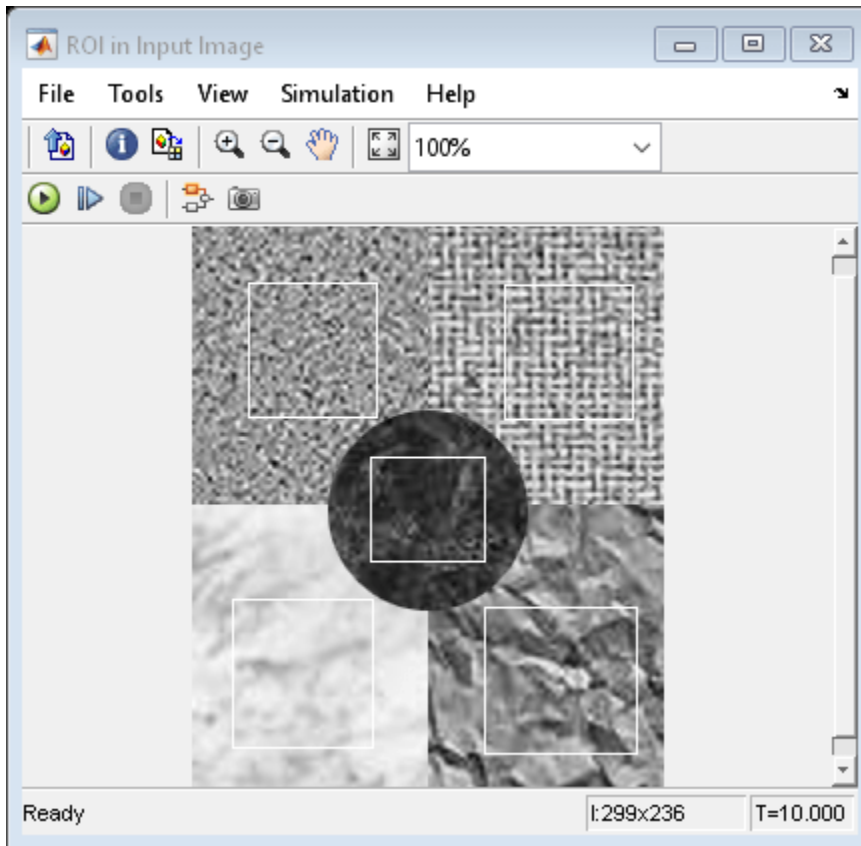 ROI in Input Image
File Tools View Simulation Help
100%
Ready I:299x236 T=10.000